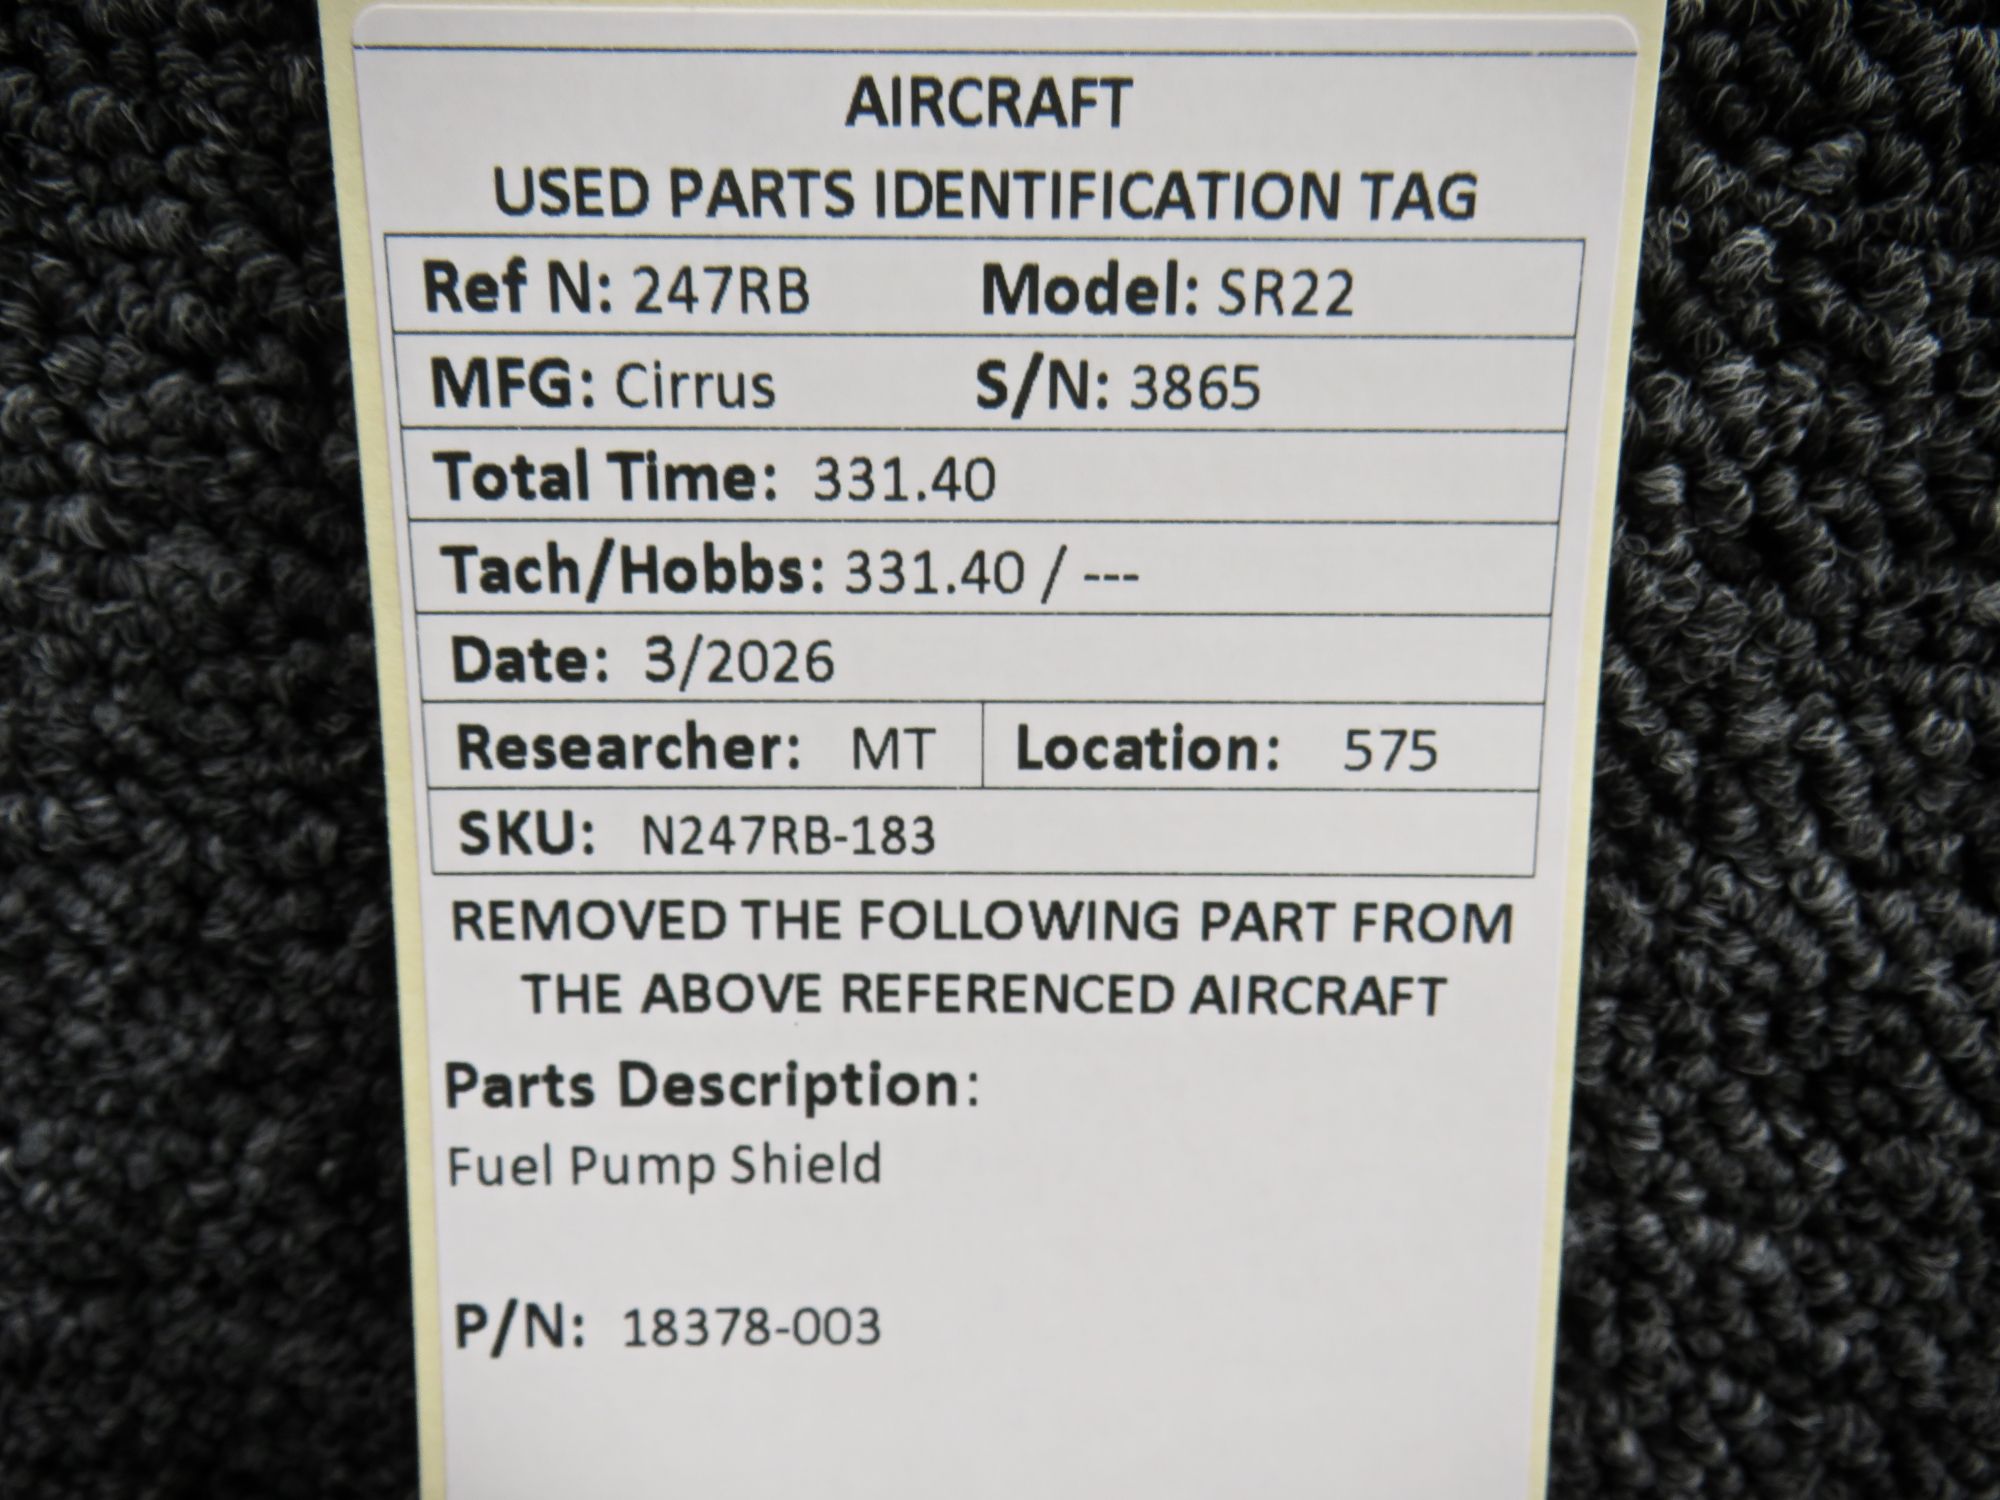 AIRCRAFT
USED PARTS IDENTIFICATION TAG
Ref N: 247RB Model: SR22
MFG: Cirrus S/N: 3865
Total Time: 331.40
Tach/Hobbs: 331.40 / ---
Date: 3/2026
Researcher: MT Location: 575
SKU: N247RB-183
REMOVED THE FOLLOWING PART FROM
THE ABOVE REFERENCED AIRCRAFT
Parts Description:
Fuel Pump Shield
P/N: 18378-003